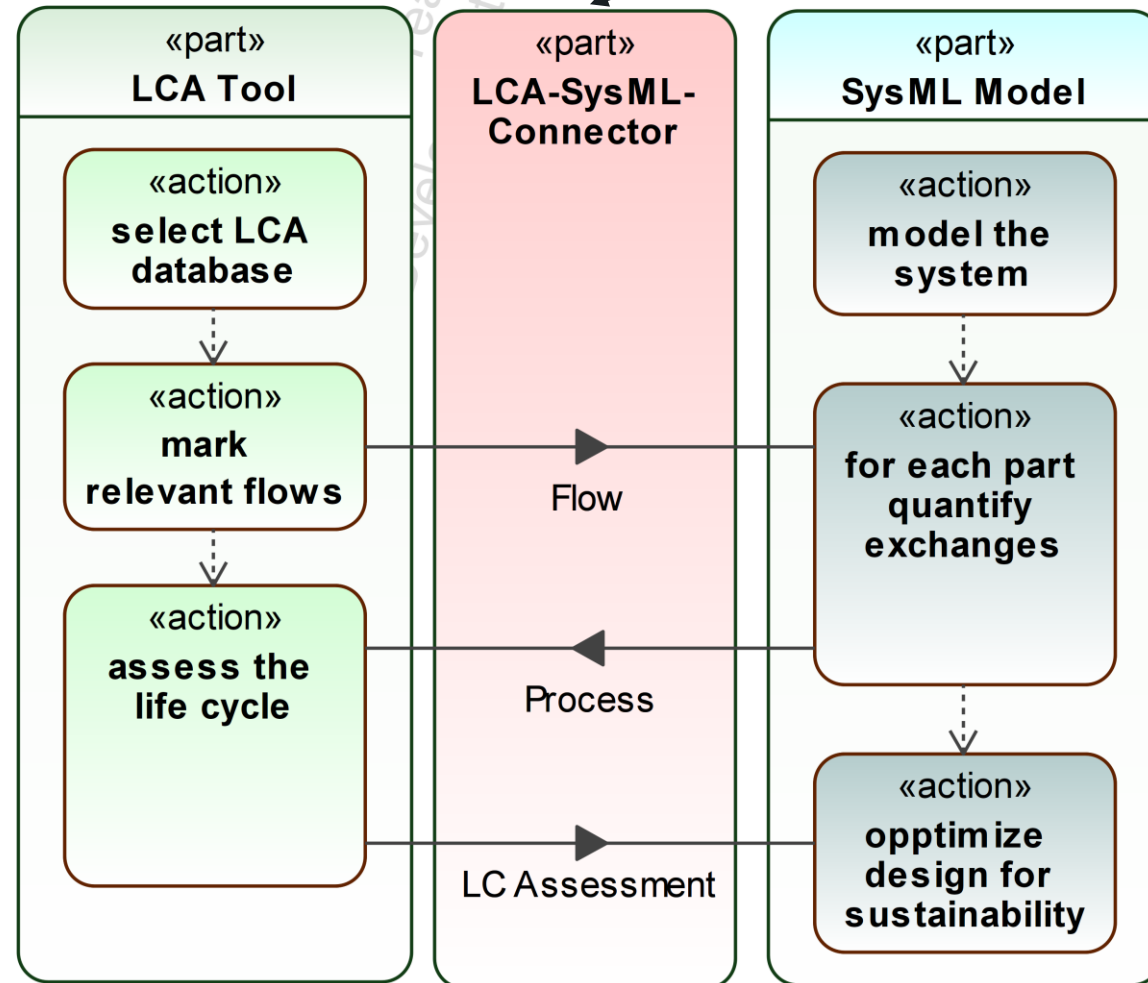 «part»
LCA Tool
«action»
select LCA
database
«action»
mark
relevant flows
«action»
assess the
life cycle
«part»
LCA-SysML-
Connector
Flow
Process
LC Assessment
«part»
SysML Model
«action»
model the
system
«action»
for each part
quantify
exchanges
«action»
opptimize
design for
sustainability